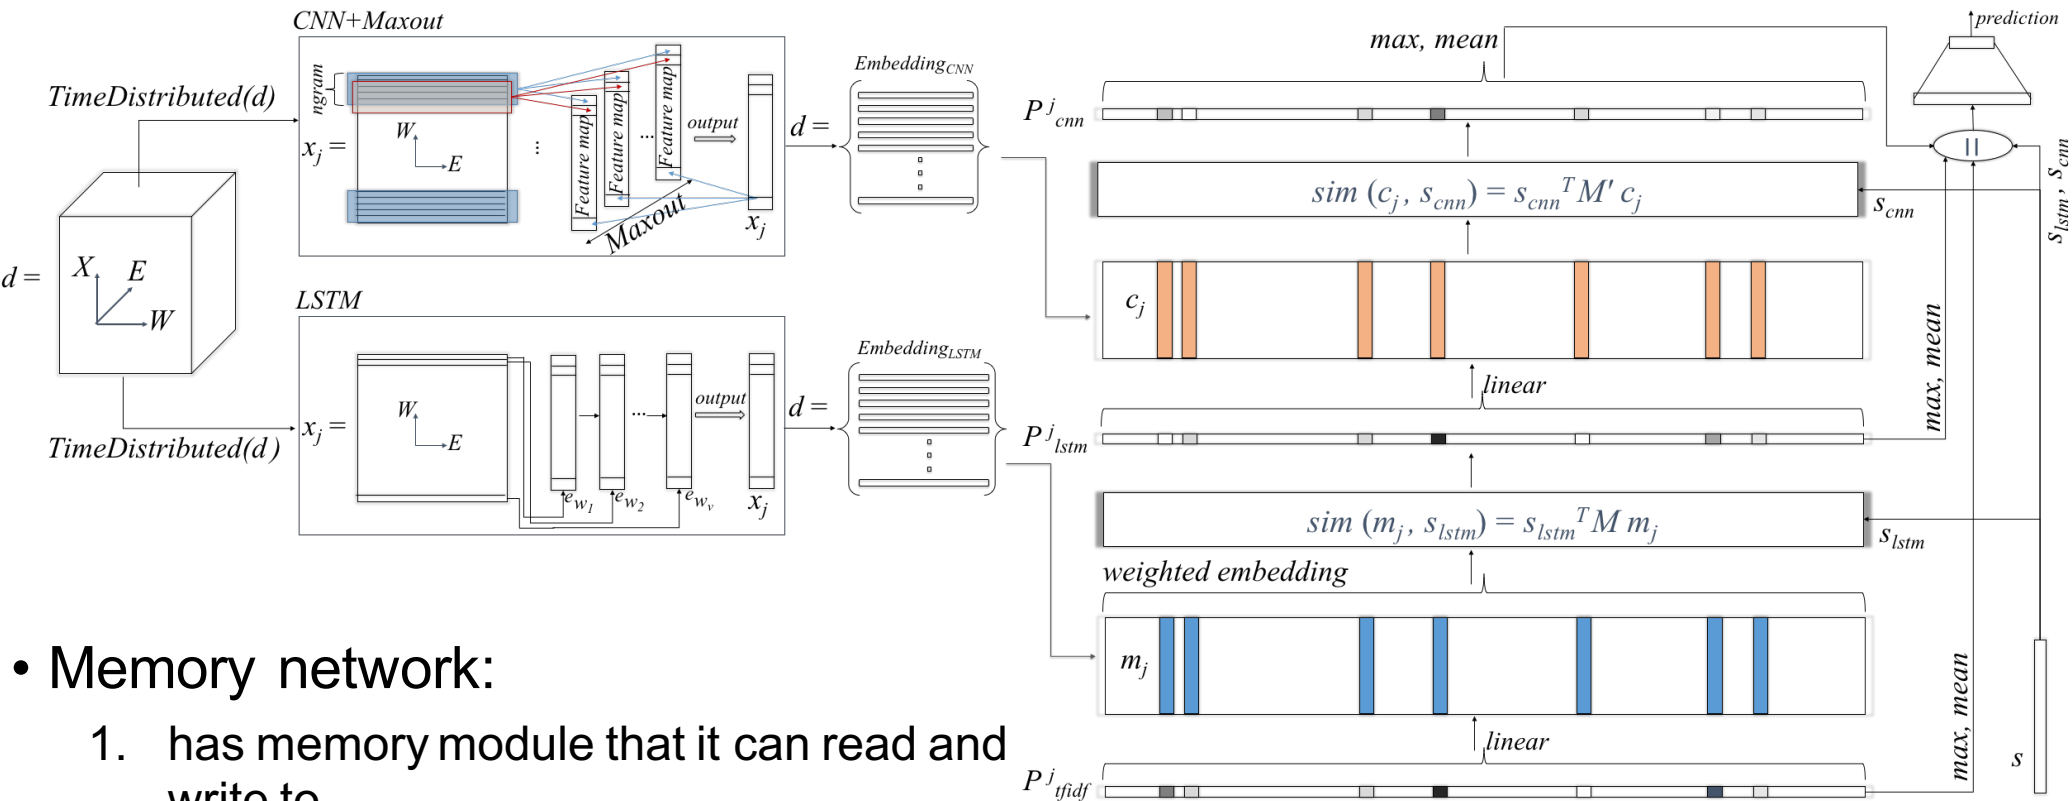 CNN+Maxout
TimeDistributed(d)
ngram
x_j =
W
E
Feature map
Feature map
...
Feature map
Maxout
output
x_j
d =
Embedding_CNN
d =
X
E
W
TimeDistributed(d)
LSTM
x_j =
W
E
e_w1
e_w2
...
e_wv
output
x_j
d =
Embedding_LSTM
prediction
max, mean
P^j_cnn
||
sim (c_j, s_cnn) = s_cnn^T M' c_j
s_cnn
s_lstm, s_cnn
c_j
linear
max, mean
P^j_lstm
sim (m_j, s_lstm) = s_lstm^T M m_j
s_lstm
weighted embedding
m_j
linear
max, mean
s
P^j_tfidf
• Memory network:
1. has memory module that it can read and
write to